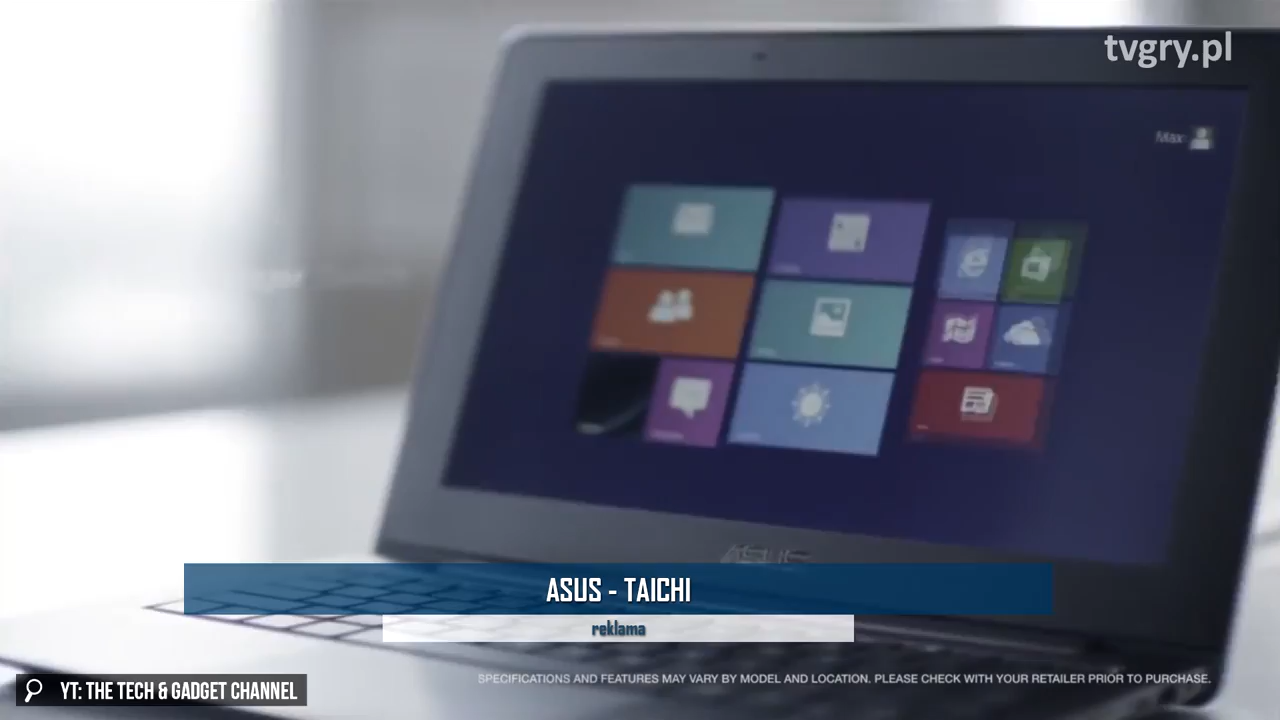 tvgry.pl
Max
ASUS
ASUS - TAICHI
reklama
YT: THE TECH & GADGET CHANNEL
SPECIFICATIONS AND FEATURES MAY VARY BY MODEL AND LOCATION. PLEASE CHECK WITH YOUR RETAILER PRIOR TO PURCHASE.